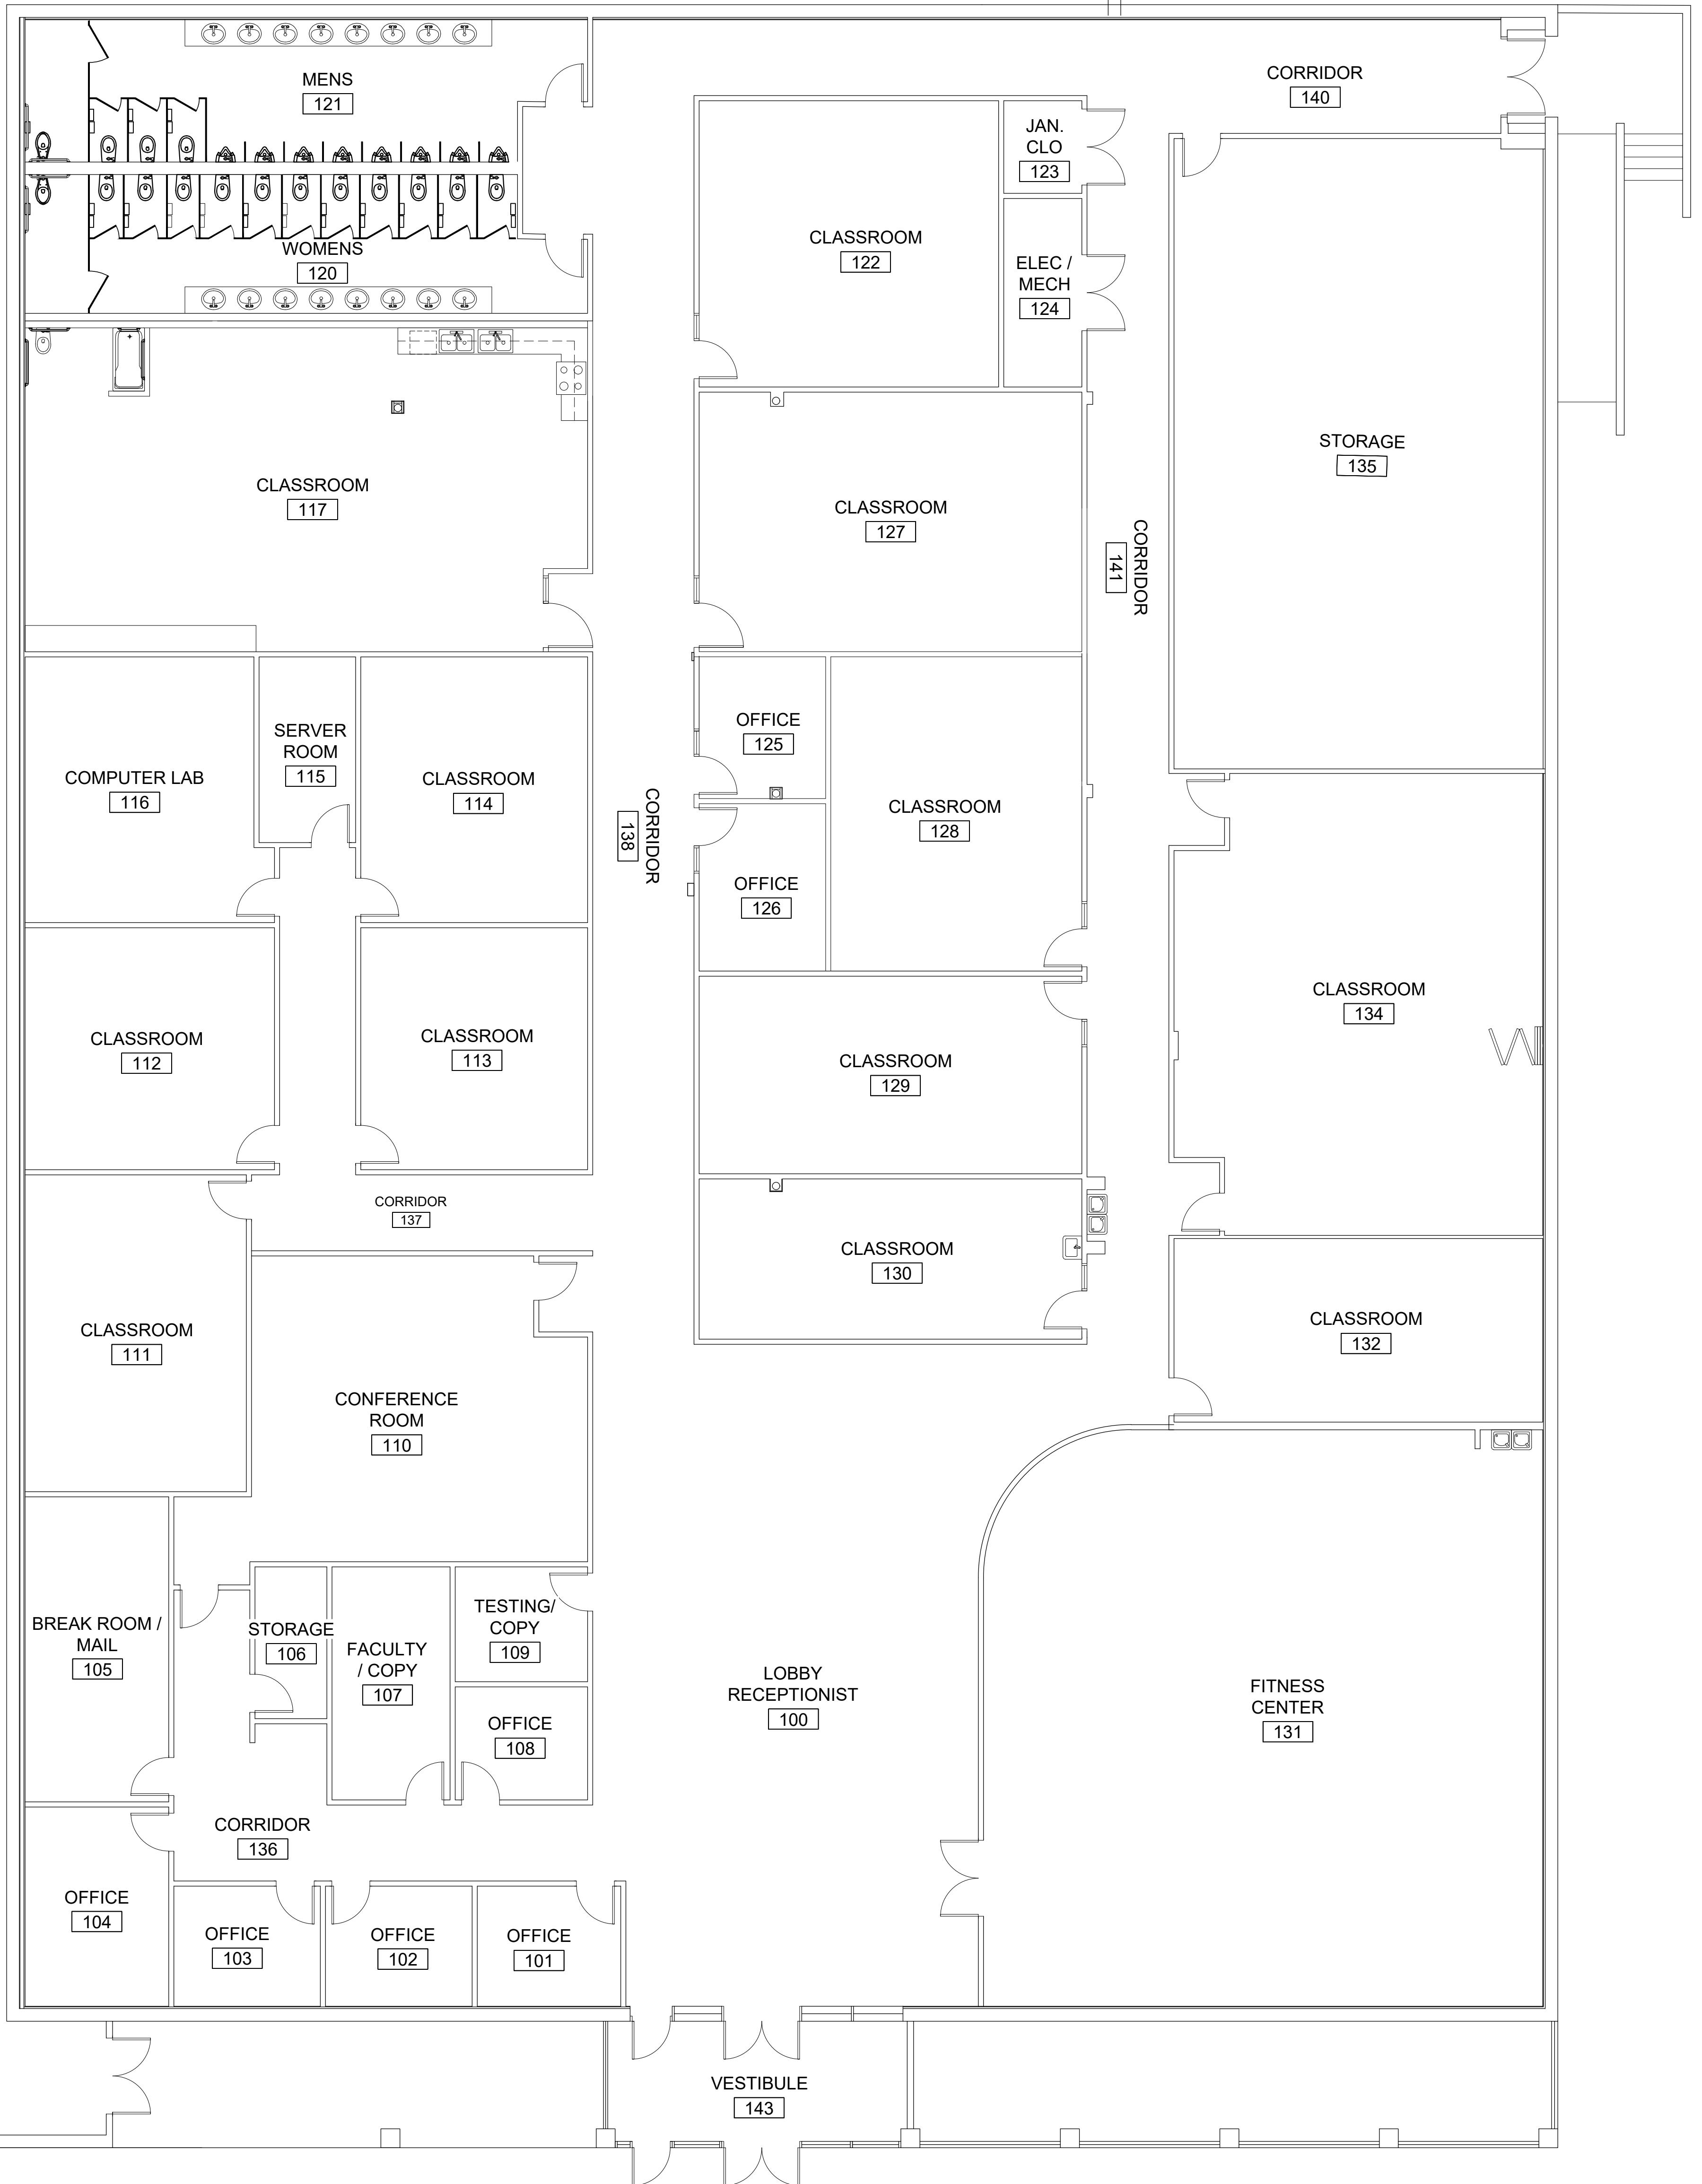 MENS
121
CORRIDOR
140
JAN.
CLO
123
CLASSROOM
122
WOMENS
120
ELEC /
MECH
124
STORAGE
135
CLASSROOM
117
CLASSROOM
127
CORRIDOR
141
COMPUTER LAB
116
SERVER
ROOM
115
CLASSROOM
114
CORRIDOR
138
OFFICE
125
CLASSROOM
128
OFFICE
126
CLASSROOM
134
CLASSROOM
112
CLASSROOM
113
CLASSROOM
129
CORRIDOR
137
CLASSROOM
130
CLASSROOM
111
CLASSROOM
132
CONFERENCE
ROOM
110
BREAK ROOM /
MAIL
105
STORAGE
106
FACULTY
/ COPY
107
TESTING/
COPY
109
OFFICE
108
LOBBY
RECEPTIONIST
100
FITNESS
CENTER
131
CORRIDOR
136
OFFICE
104
OFFICE
103
OFFICE
102
OFFICE
101
VESTIBULE
143